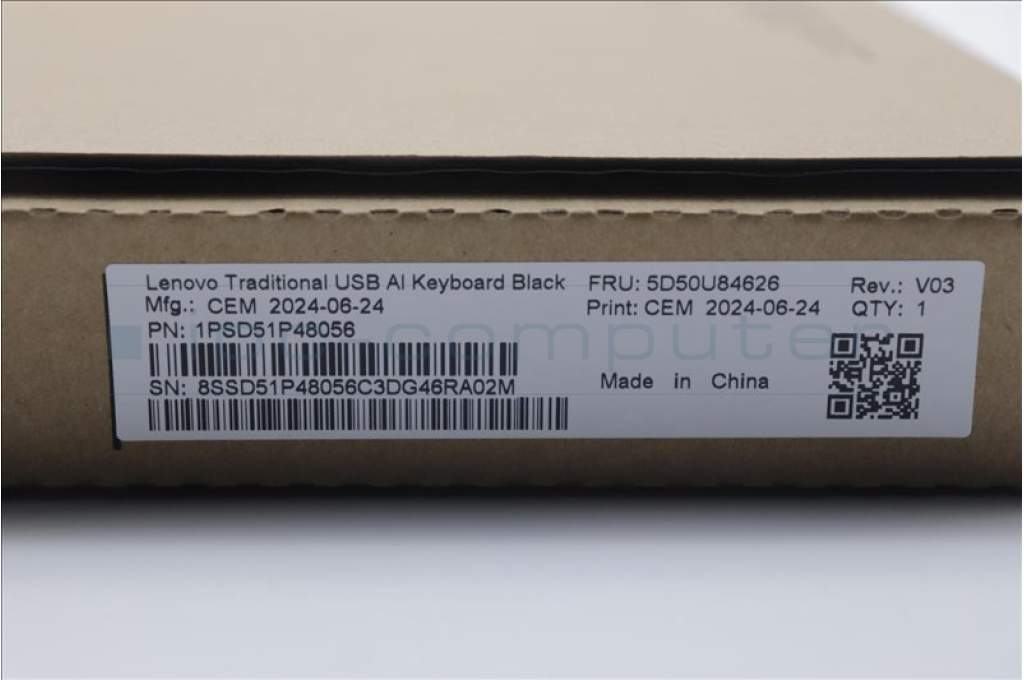 Lenovo Traditional USB AI Keyboard Black FRU: 5D50U84626 Rev.: V03
Mfg.: CEM 2024-06-24 Print: CEM 2024-06-24 QTY: 1
PN: 1PSD51P48056
computer
SN: 8SSD51P48056C3DG46RA02M
Made in China